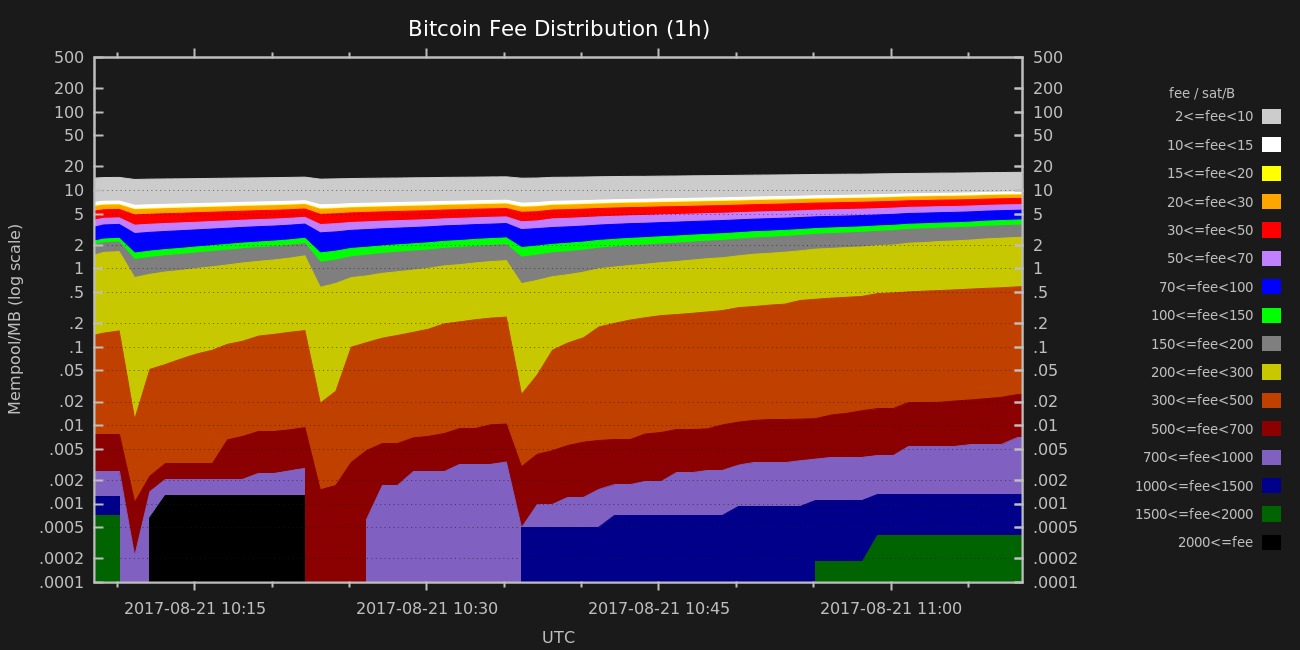 Bitcoin Fee Distribution (1h)
500
200
100
50
20
10
5
2
1
.5
.2
.1
.05
.02
.01
.005
.002
.001
.0005
.0002
.0001
Mempool/MB (log scale)
500
200
100
50
20
10
5
2
1
.5
.2
.1
.05
.02
.01
.005
.002
.001
.0005
.0002
.0001
2017-08-21 10:15
2017-08-21 10:30
2017-08-21 10:45
2017-08-21 11:00
UTC
fee / sat/B
2<=fee<10
10<=fee<15
15<=fee<20
20<=fee<30
30<=fee<50
50<=fee<70
70<=fee<100
100<=fee<150
150<=fee<200
200<=fee<300
300<=fee<500
500<=fee<700
700<=fee<1000
1000<=fee<1500
1500<=fee<2000
2000<=fee